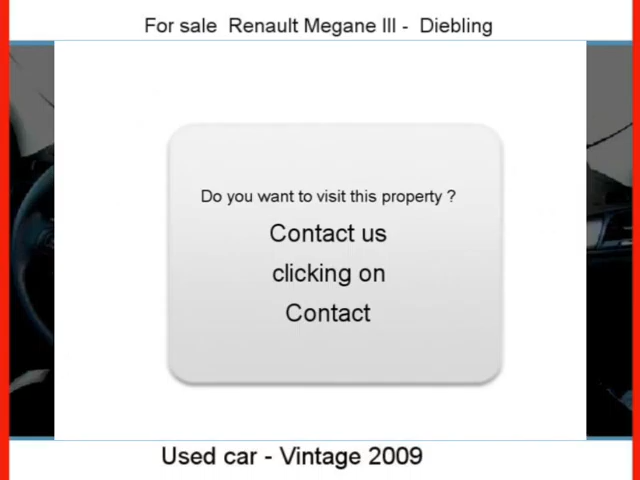 For sale  Renault Megane III -  Diebling
Do you want to visit this property ?
Contact us
clicking on
Contact
Used car - Vintage 2009